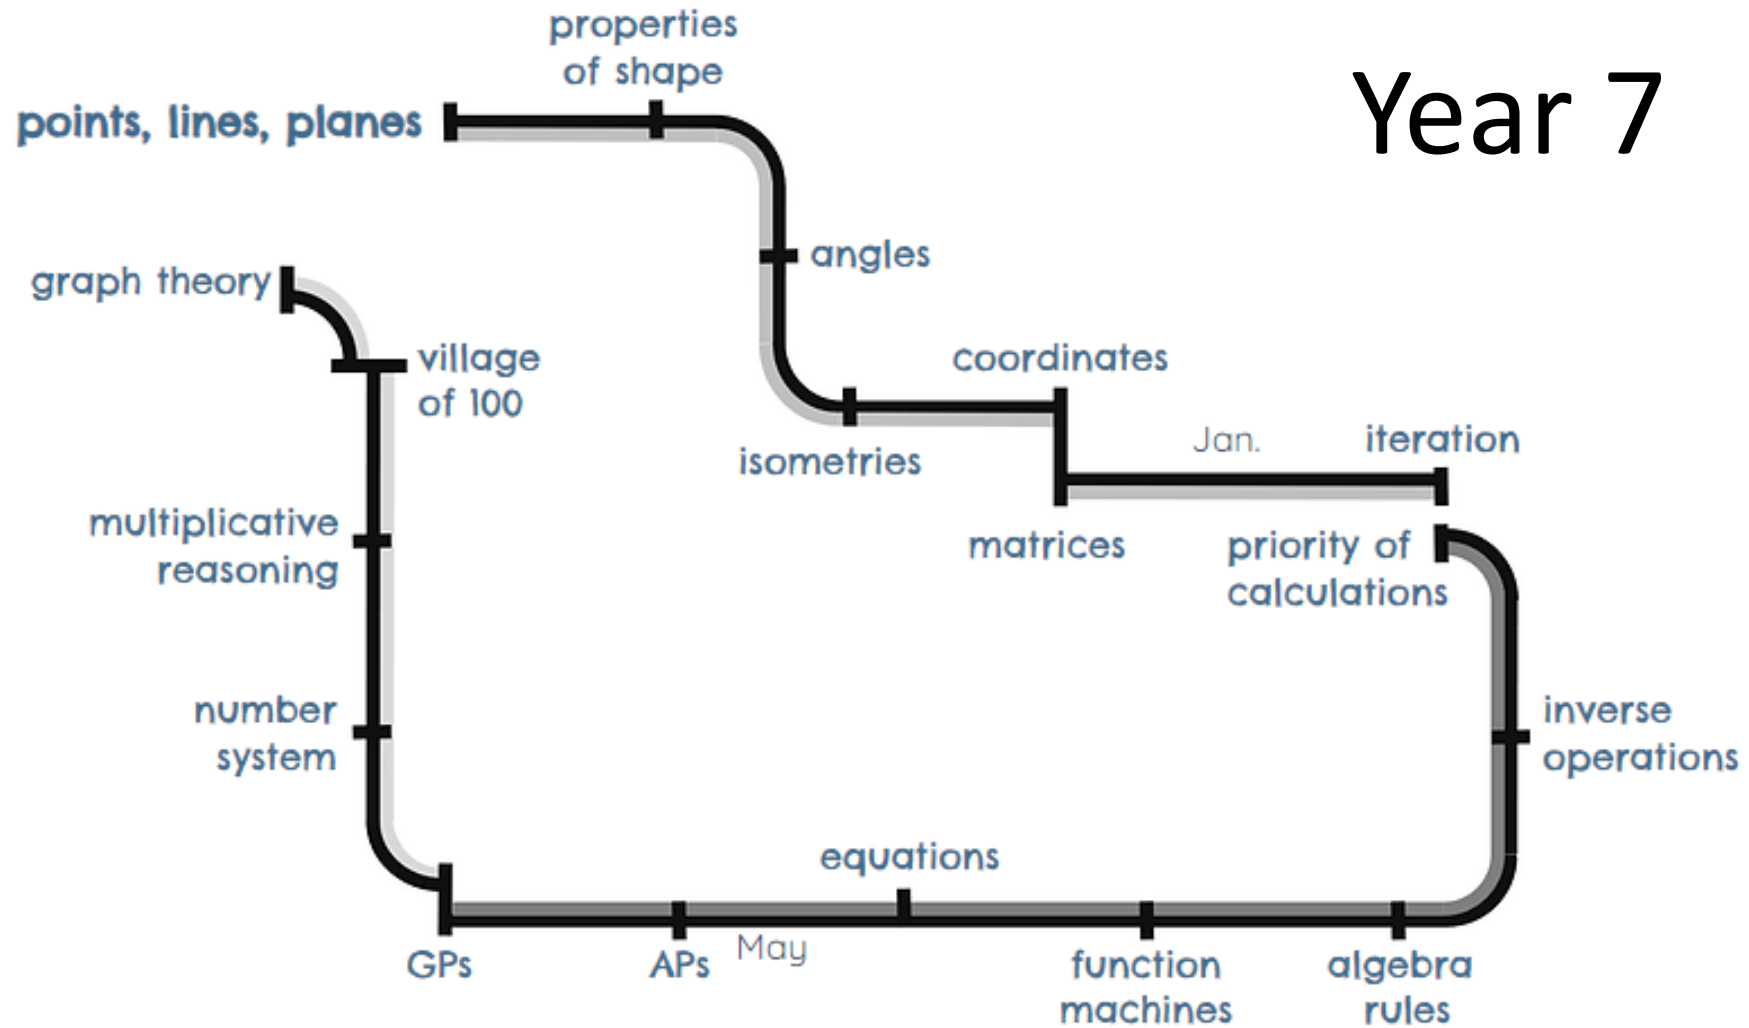 Year 7
properties
of shape
points, lines, planes
angles
graph theory
village
of 100
coordinates
isometries
Jan.
iteration
matrices
priority of
calculations
multiplicative
reasoning
number
system
inverse
operations
equations
GPs
APs
May
function
machines
algebra
rules